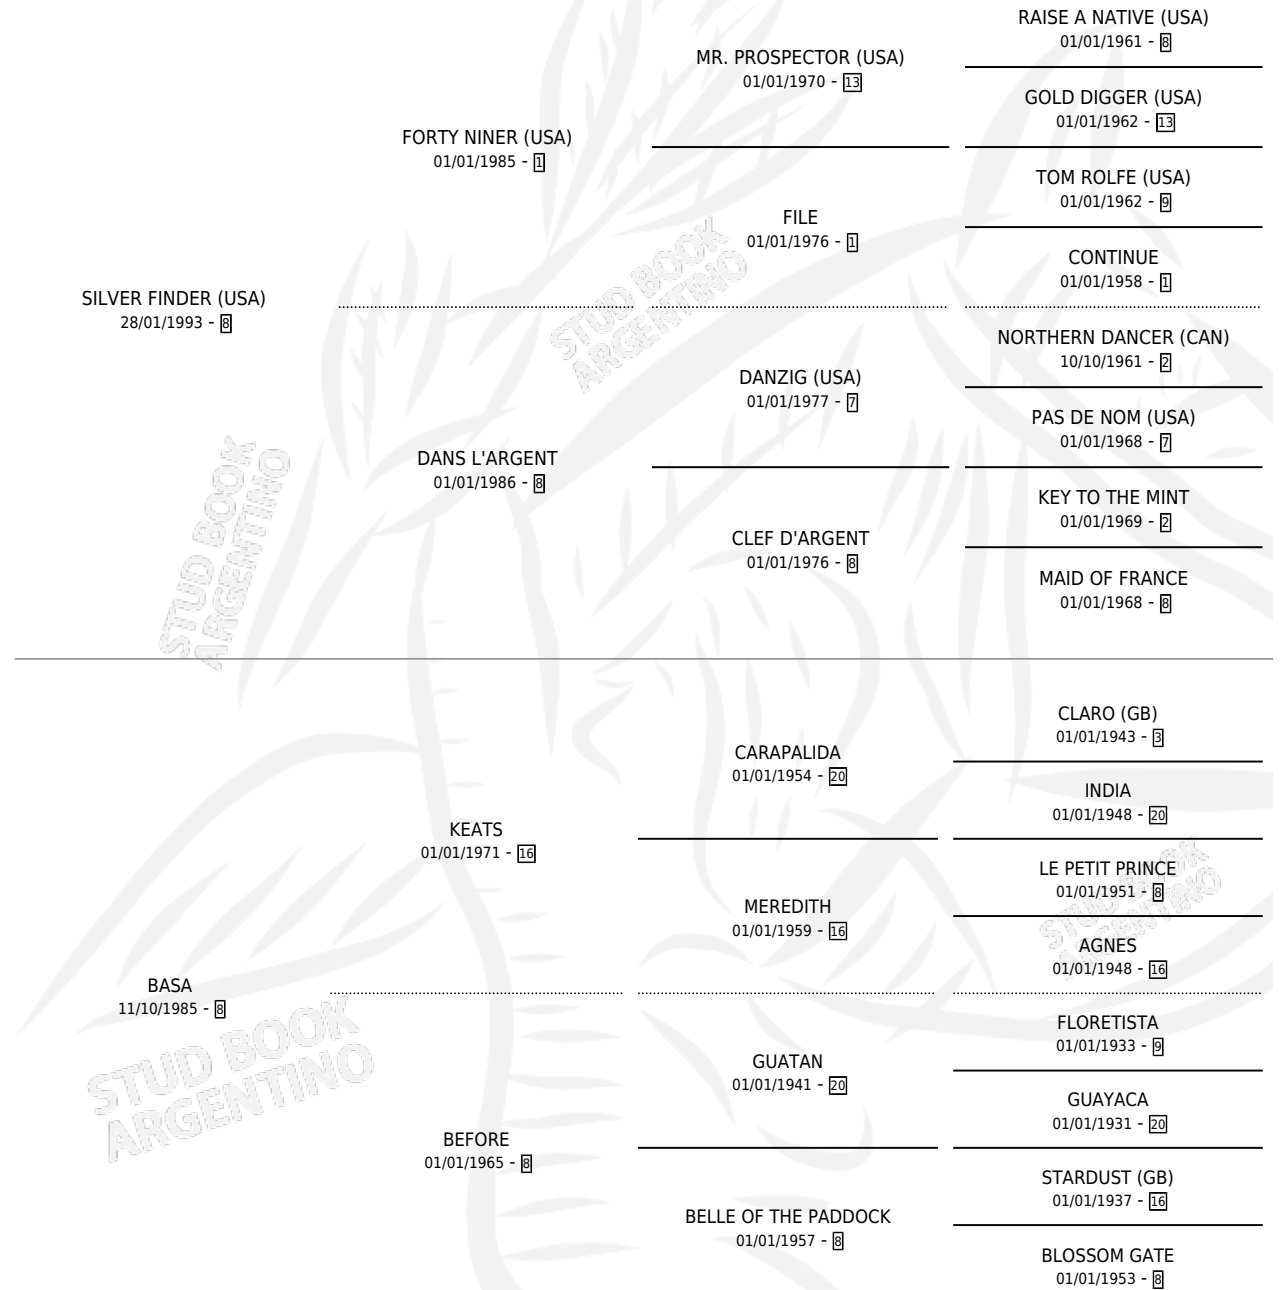 RAISE A NATIVE (USA)
01/01/1961 - 8
MR. PROSPECTOR (USA)
01/01/1970 - 13
GOLD DIGGER (USA)
01/01/1962 - 13
FORTY NINER (USA)
01/01/1985 - 1
TOM ROLFE (USA)
01/01/1962 - 9
FILE
01/01/1976 - 1
CONTINUE
01/01/1958 - 1
SILVER FINDER (USA)
28/01/1993 - 8
NORTHERN DANCER (CAN)
10/10/1961 - 2
DANZIG (USA)
01/01/1977 - 7
PAS DE NOM (USA)
01/01/1968 - 7
DANS L'ARGENT
01/01/1986 - 8
KEY TO THE MINT
01/01/1969 - 2
CLEF D'ARGENT
01/01/1976 - 8
MAID OF FRANCE
01/01/1968 - 8
CLARO (GB)
01/01/1943 - 3
CARAPALIDA
01/01/1954 - 20
INDIA
01/01/1948 - 20
KEATS
01/01/1971 - 16
LE PETIT PRINCE
01/01/1951 - 8
MEREDITH
01/01/1959 - 16
AGNES
01/01/1948 - 16
BASA
11/10/1985 - 8
FLORETISTA
01/01/1933 - 9
GUATAN
01/01/1941 - 20
GUAYACA
01/01/1931 - 20
BEFORE
01/01/1965 - 8
STARDUST (GB)
01/01/1937 - 16
BELLE OF THE PADDOCK
01/01/1957 - 8
BLOSSOM GATE
01/01/1953 - 8
STUD BOOK
ARGENTINO
STUD BOOK
ARGENTINO
STUD BOOK
ARGENTINO
STUD BOOK
ARGENTINO